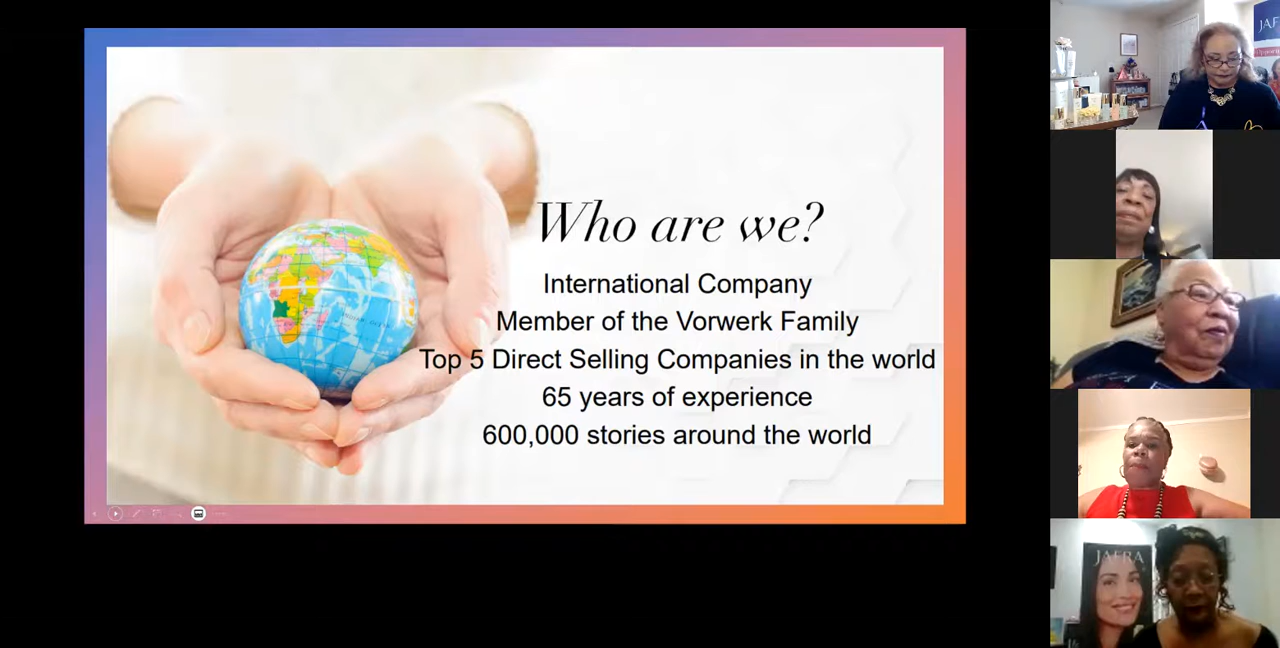 Who are we?
International Company
Member of the Vorwerk Family
Top 5 Direct Selling Companies in the world
65 years of experience
600,000 stories around the world
JAF
JAFRA